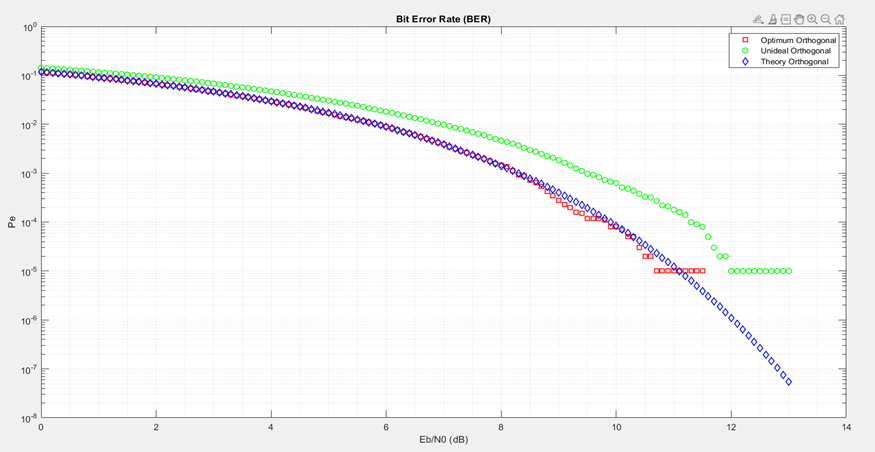 Bit Error Rate (BER)
Optimum Orthogonal
Unideal Orthogonal
Theory Orthogonal
10^0
10^-1
10^-2
10^-3
10^-4
10^-5
10^-6
10^-7
10^-8
Pe
0 2 4 6 8 10 12 14
Eb/N0 (dB)